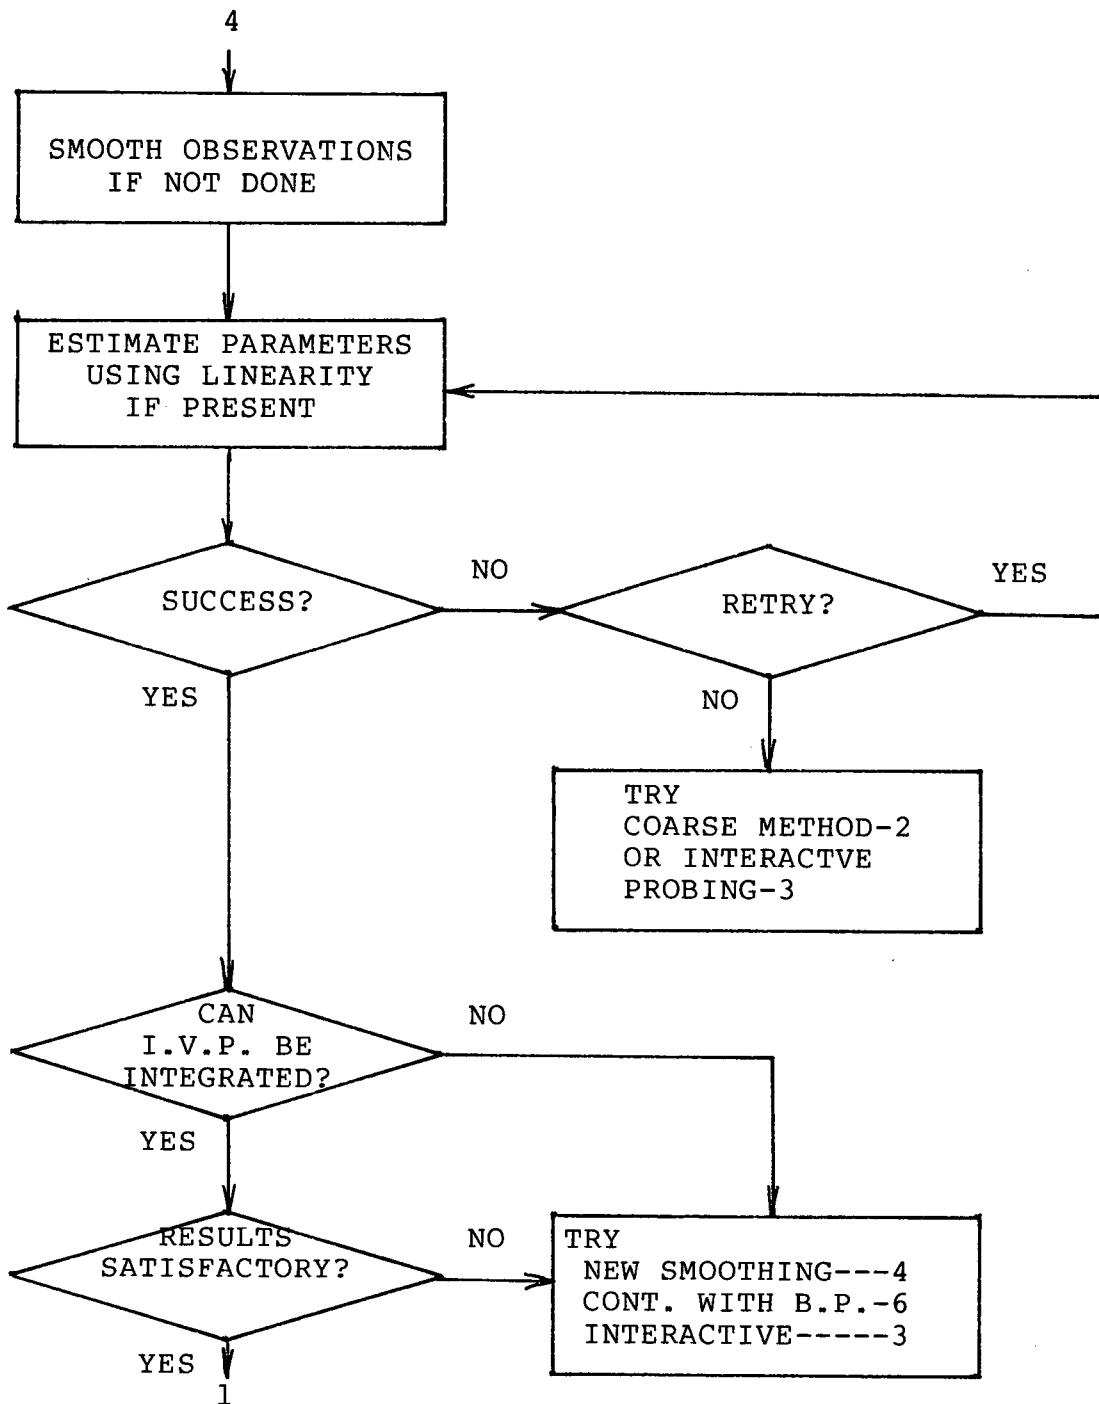 4
SMOOTH OBSERVATIONS
IF NOT DONE
ESTIMATE PARAMETERS
USING LINEARITY
IF PRESENT
SUCCESS?
NO
RETRY?
YES
YES
NO
TRY
COARSE METHOD-2
OR INTERACTVE
PROBING-3
CAN
I.V.P. BE
INTEGRATED?
NO
YES
RESULTS
SATISFACTORY?
NO
TRY
NEW SMOOTHING---4
CONT. WITH B.P.-6
INTERACTIVE-----3
YES
1